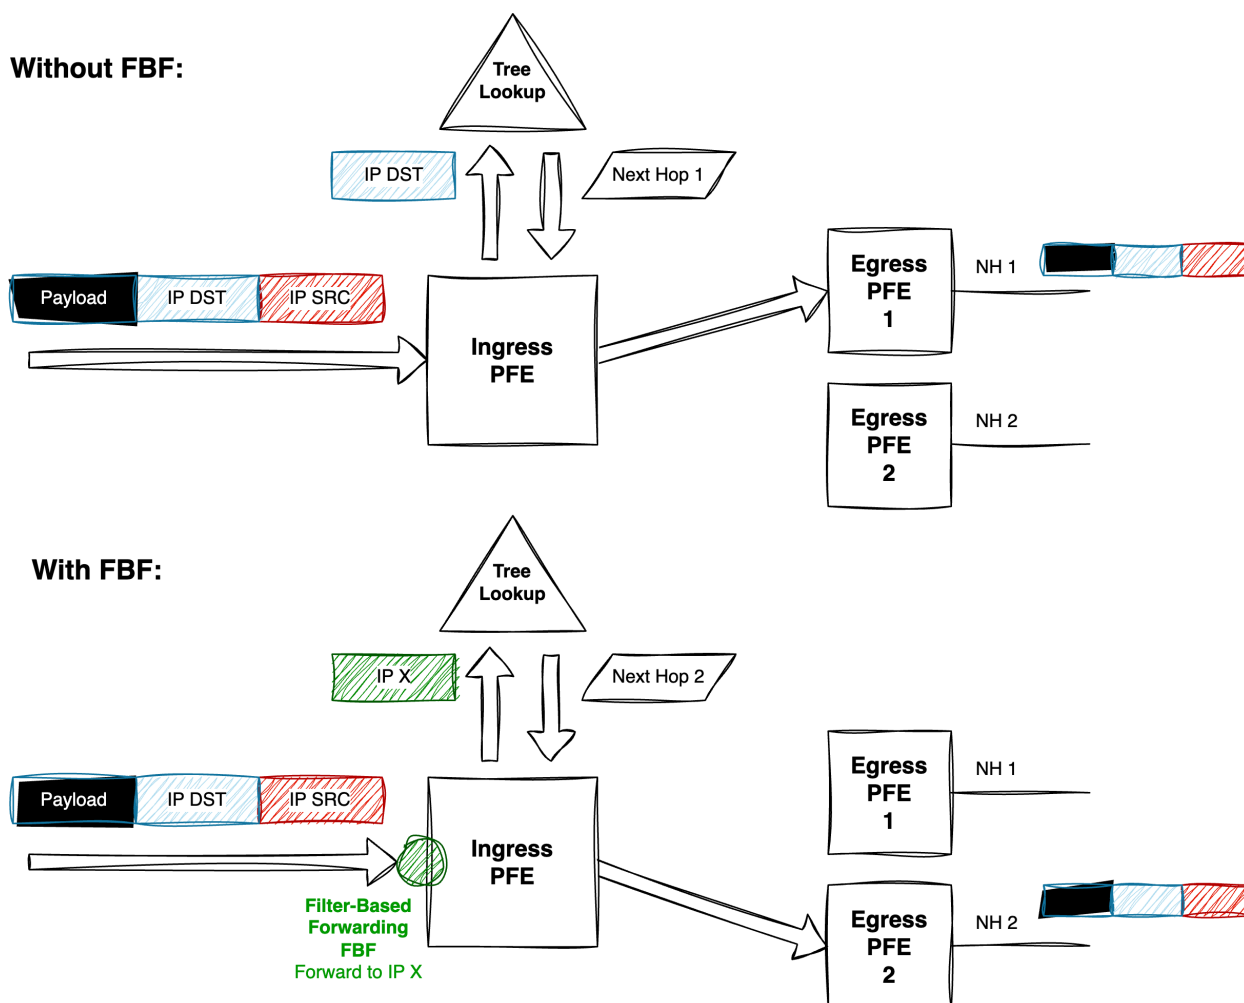 Without FBF:
Tree
Lookup
IP DST
Next Hop 1
Payload
IP DST
IP SRC
Ingress
PFE
Egress
PFE
1
NH 1
Egress
PFE
2
NH 2
With FBF:
Tree
Lookup
IP X
Next Hop 2
Payload
IP DST
IP SRC
Ingress
PFE
Filter-Based
Forwarding
FBF
Forward to IP X
Egress
PFE
1
NH 1
Egress
PFE
2
NH 2